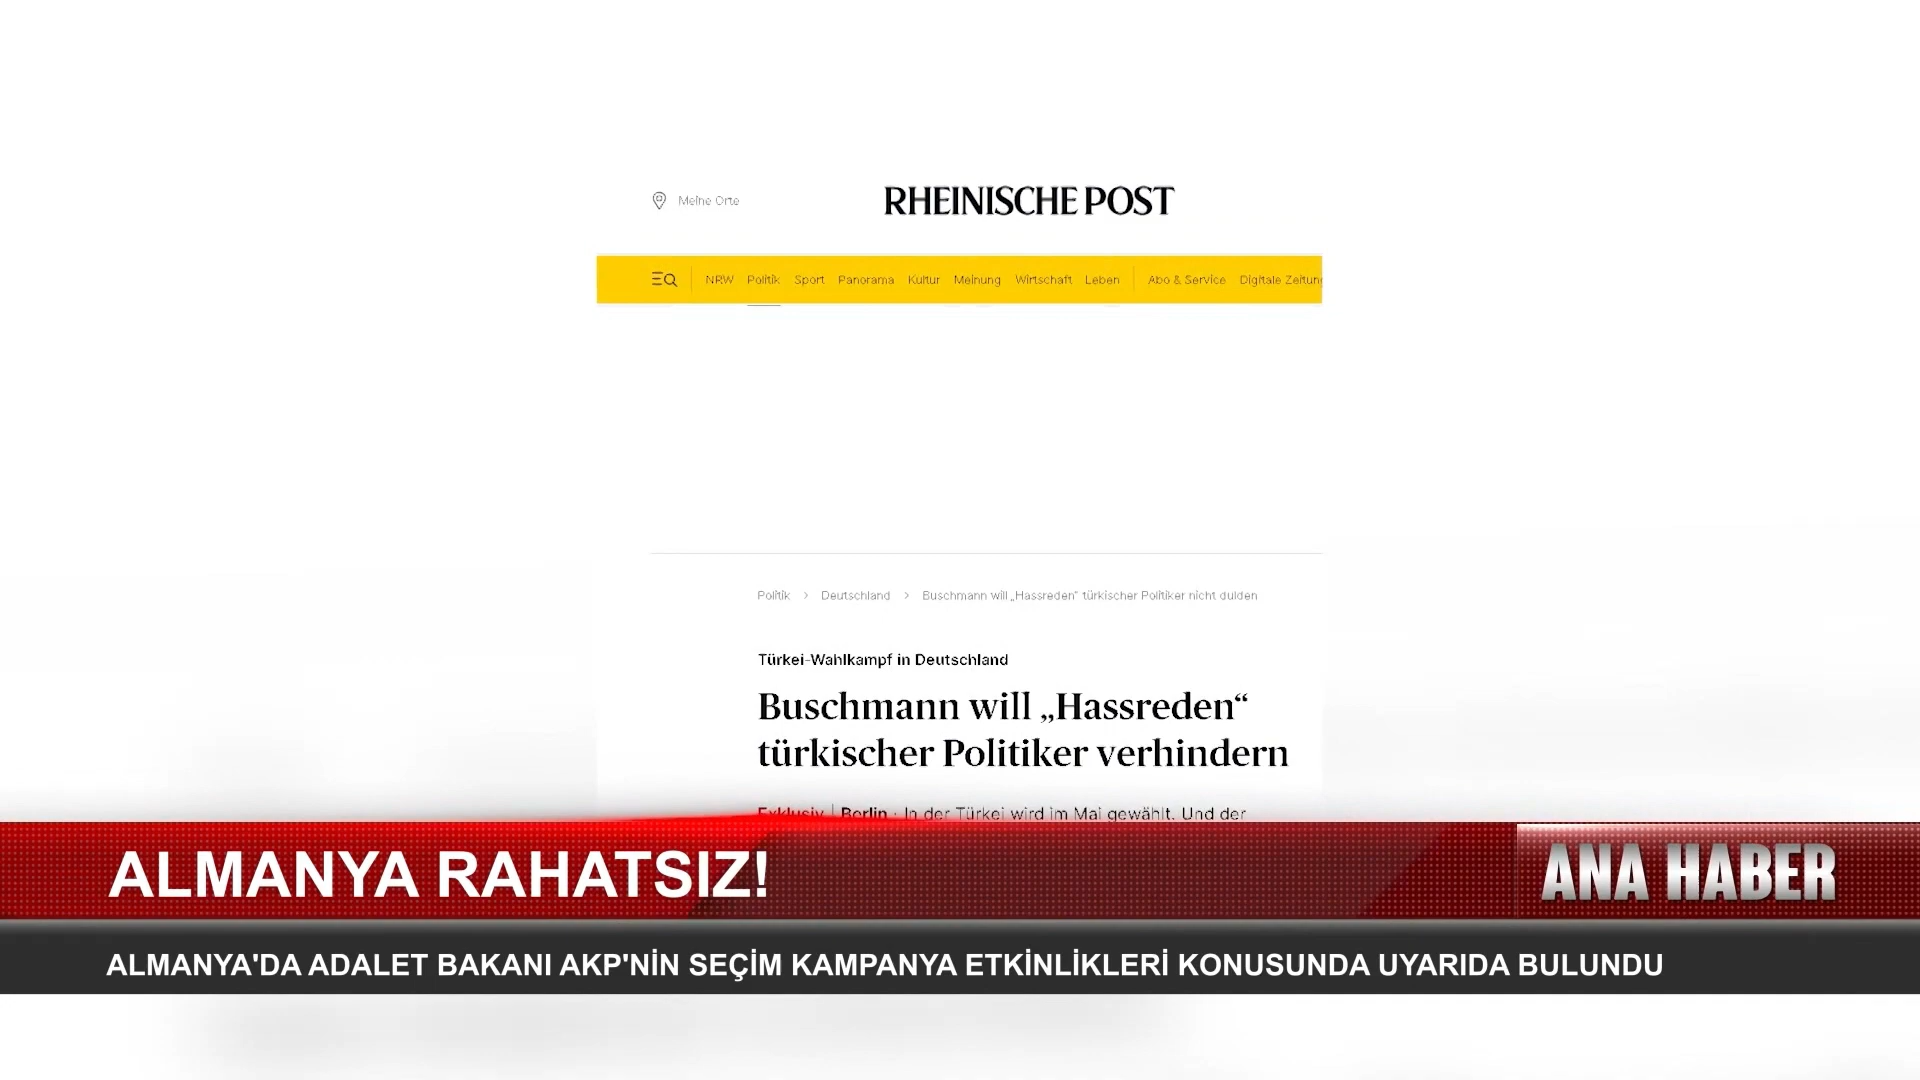 Meine Orte
RHEINISCHE POST
NRW Politik Sport Panorama Kultur Meinung Wirtschaft Leben Abo & Service Digitale Zeitung
Politik > Deutschland > Buschmann will „Hassreden“ türkischer Politiker nicht dulden
Türkei-Wahlkampf in Deutschland
Buschmann will „Hassreden“
türkischer Politiker verhindern
Exklusiv | Berlin · In der Türkei wird im Mai gewählt. Und der
ALMANYA RAHATSIZ!
ANA HABER
ALMANYA'DA ADALET BAKANI AKP'NİN SEÇİM KAMPANYA ETKİNLİKLERİ KONUSUNDA UYARIDA BULUNDU